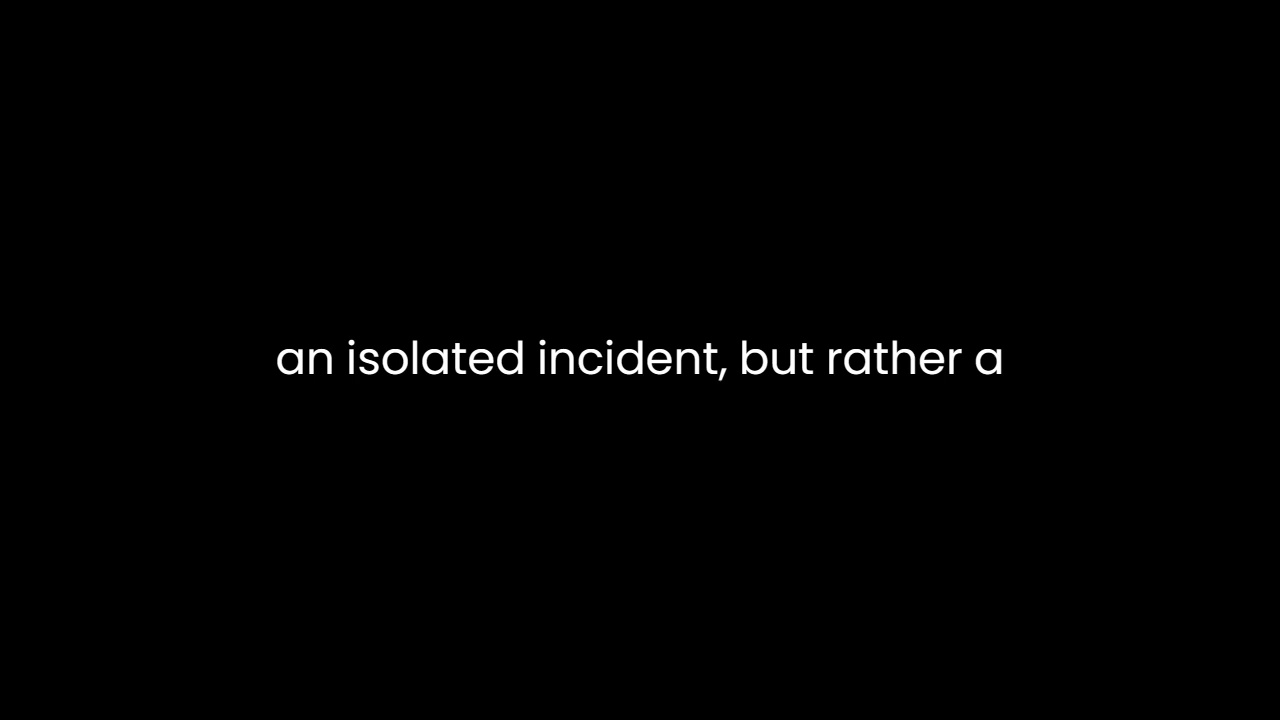 an isolated incident, but rather a